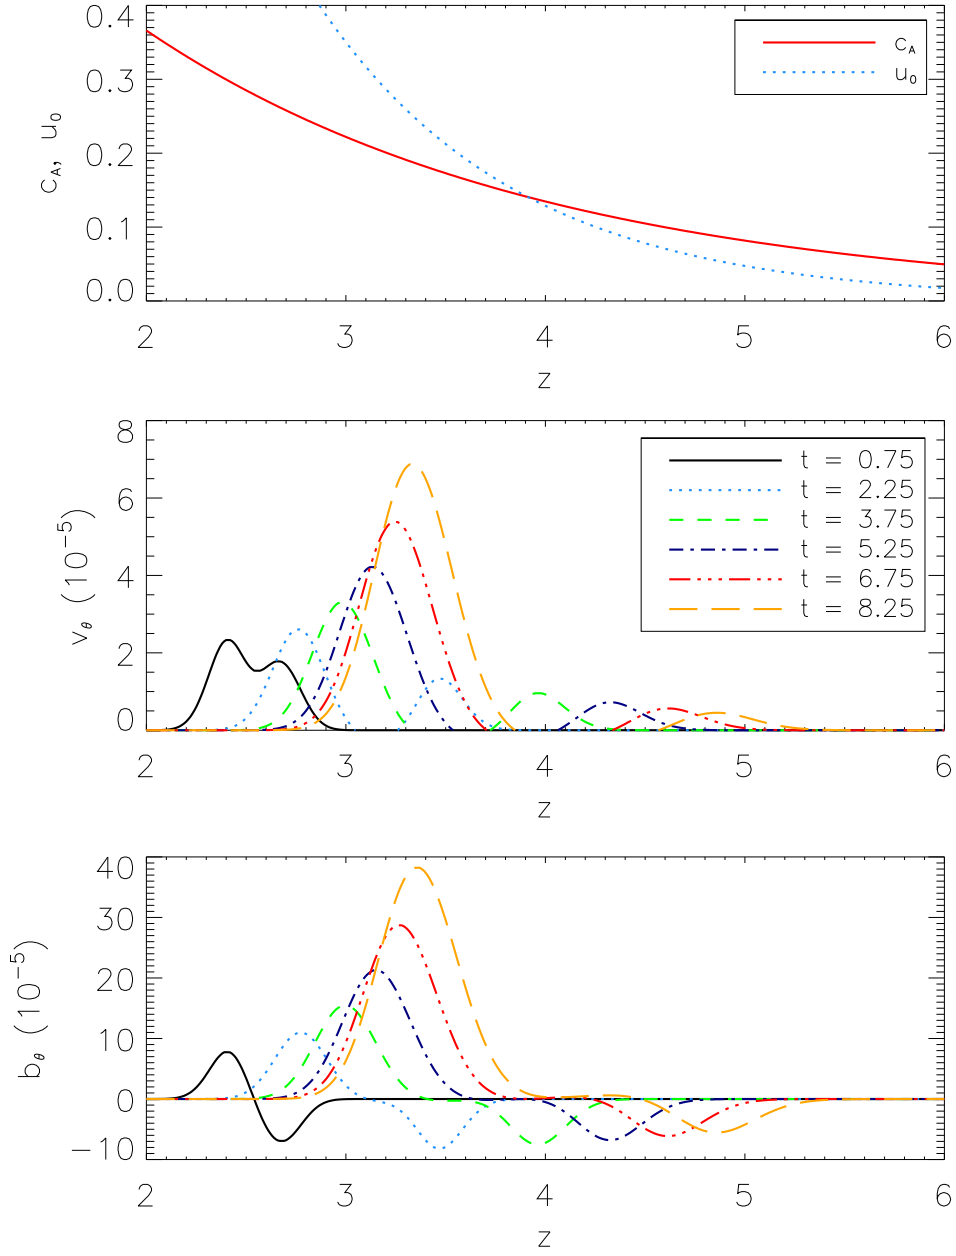 0.4
0.3
0.2
0.1
0.0
c_A, u_0
c_A
u_0
2 3 4 5 6
z
8
6
4
2
0
v_θ (10^-5)
t = 0.75
t = 2.25
t = 3.75
t = 5.25
t = 6.75
t = 8.25
2 3 4 5 6
z
40
30
20
10
0
-10
b_θ (10^-5)
2 3 4 5 6
z